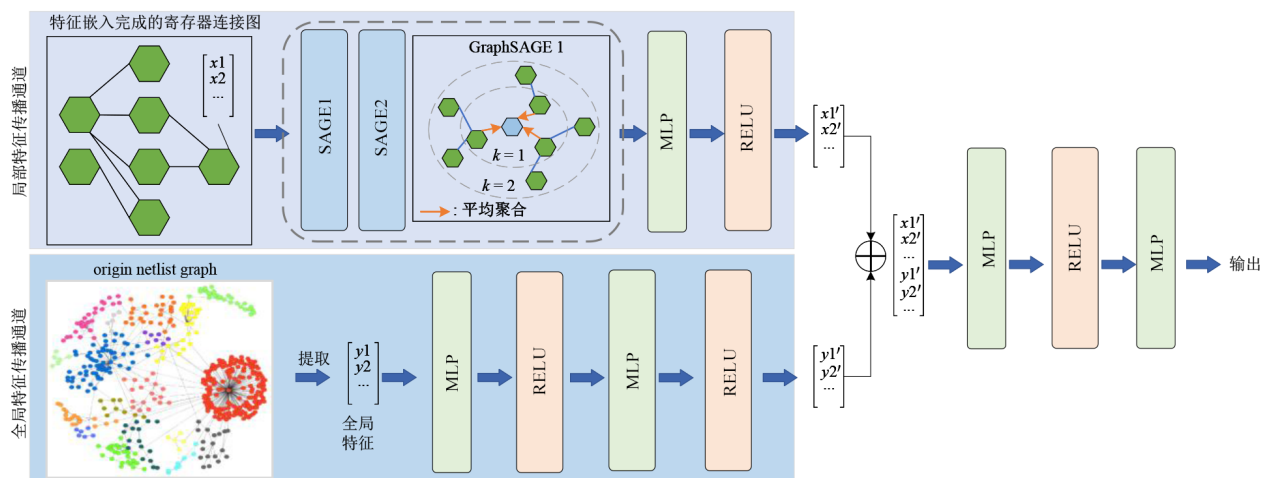 局部特征传播通道
特征嵌入完成的寄存器连接图
x1
x2
...
SAGE1
SAGE2
GraphSAGE 1
k = 1
k = 2
: 平均聚合
MLP
RELU
x1′
x2′
...
全局特征传播通道
origin netlist graph
提取
y1
y2
...
全局
特征
MLP
RELU
MLP
RELU
y1′
y2′
...
x1′
x2′
...
y1′
y2′
...
MLP
RELU
MLP
输出